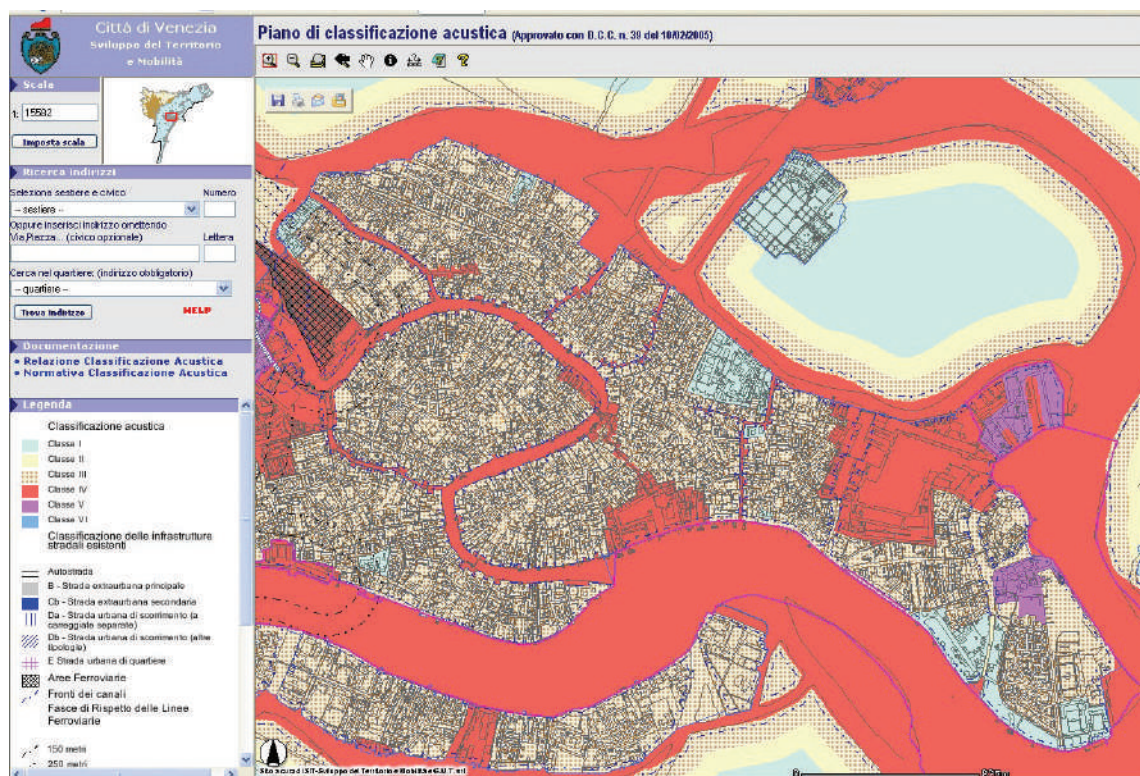 Città di Venezia
Sviluppo del Territorio
e Mobilità
Piano di classificazione acustica (Approvato con D.C.C. n. 39 del 10/02/2005)
Scala
1: 15592
Imposta scala
Ricerca indirizzi
Seleziona sestiere e civico
Numero
-- sestiere --
Oppure inserisci indirizzo omettendo
Via,Piazza... (civico opzionale)
Lettera
Cerca nel quartiere: (indirizzo obbligatorio)
-- quartiere --
Trova indirizzo
HELP
Documentazione
• Relazione Classificazione Acustica
• Normativa Classificazione Acustica
Legenda
Classificazione acustica
Classe I
Classe II
Classe III
Classe IV
Classe V
Classe VI
Classificazione delle infrastrutture
stradali esistenti
Autostrada
B - Strada extraurbana principale
Cb - Strada extraurbana secondaria
Da - Strada urbana di scorrimento (a
carreggiate separate)
Db - Strada urbana di scorrimento (altre
tipologie)
E Strada urbana di quartiere
Aree Ferroviarie
Fronti dei canali
Fasce di Rispetto delle Linee
Ferroviarie
150 metri
250 metri